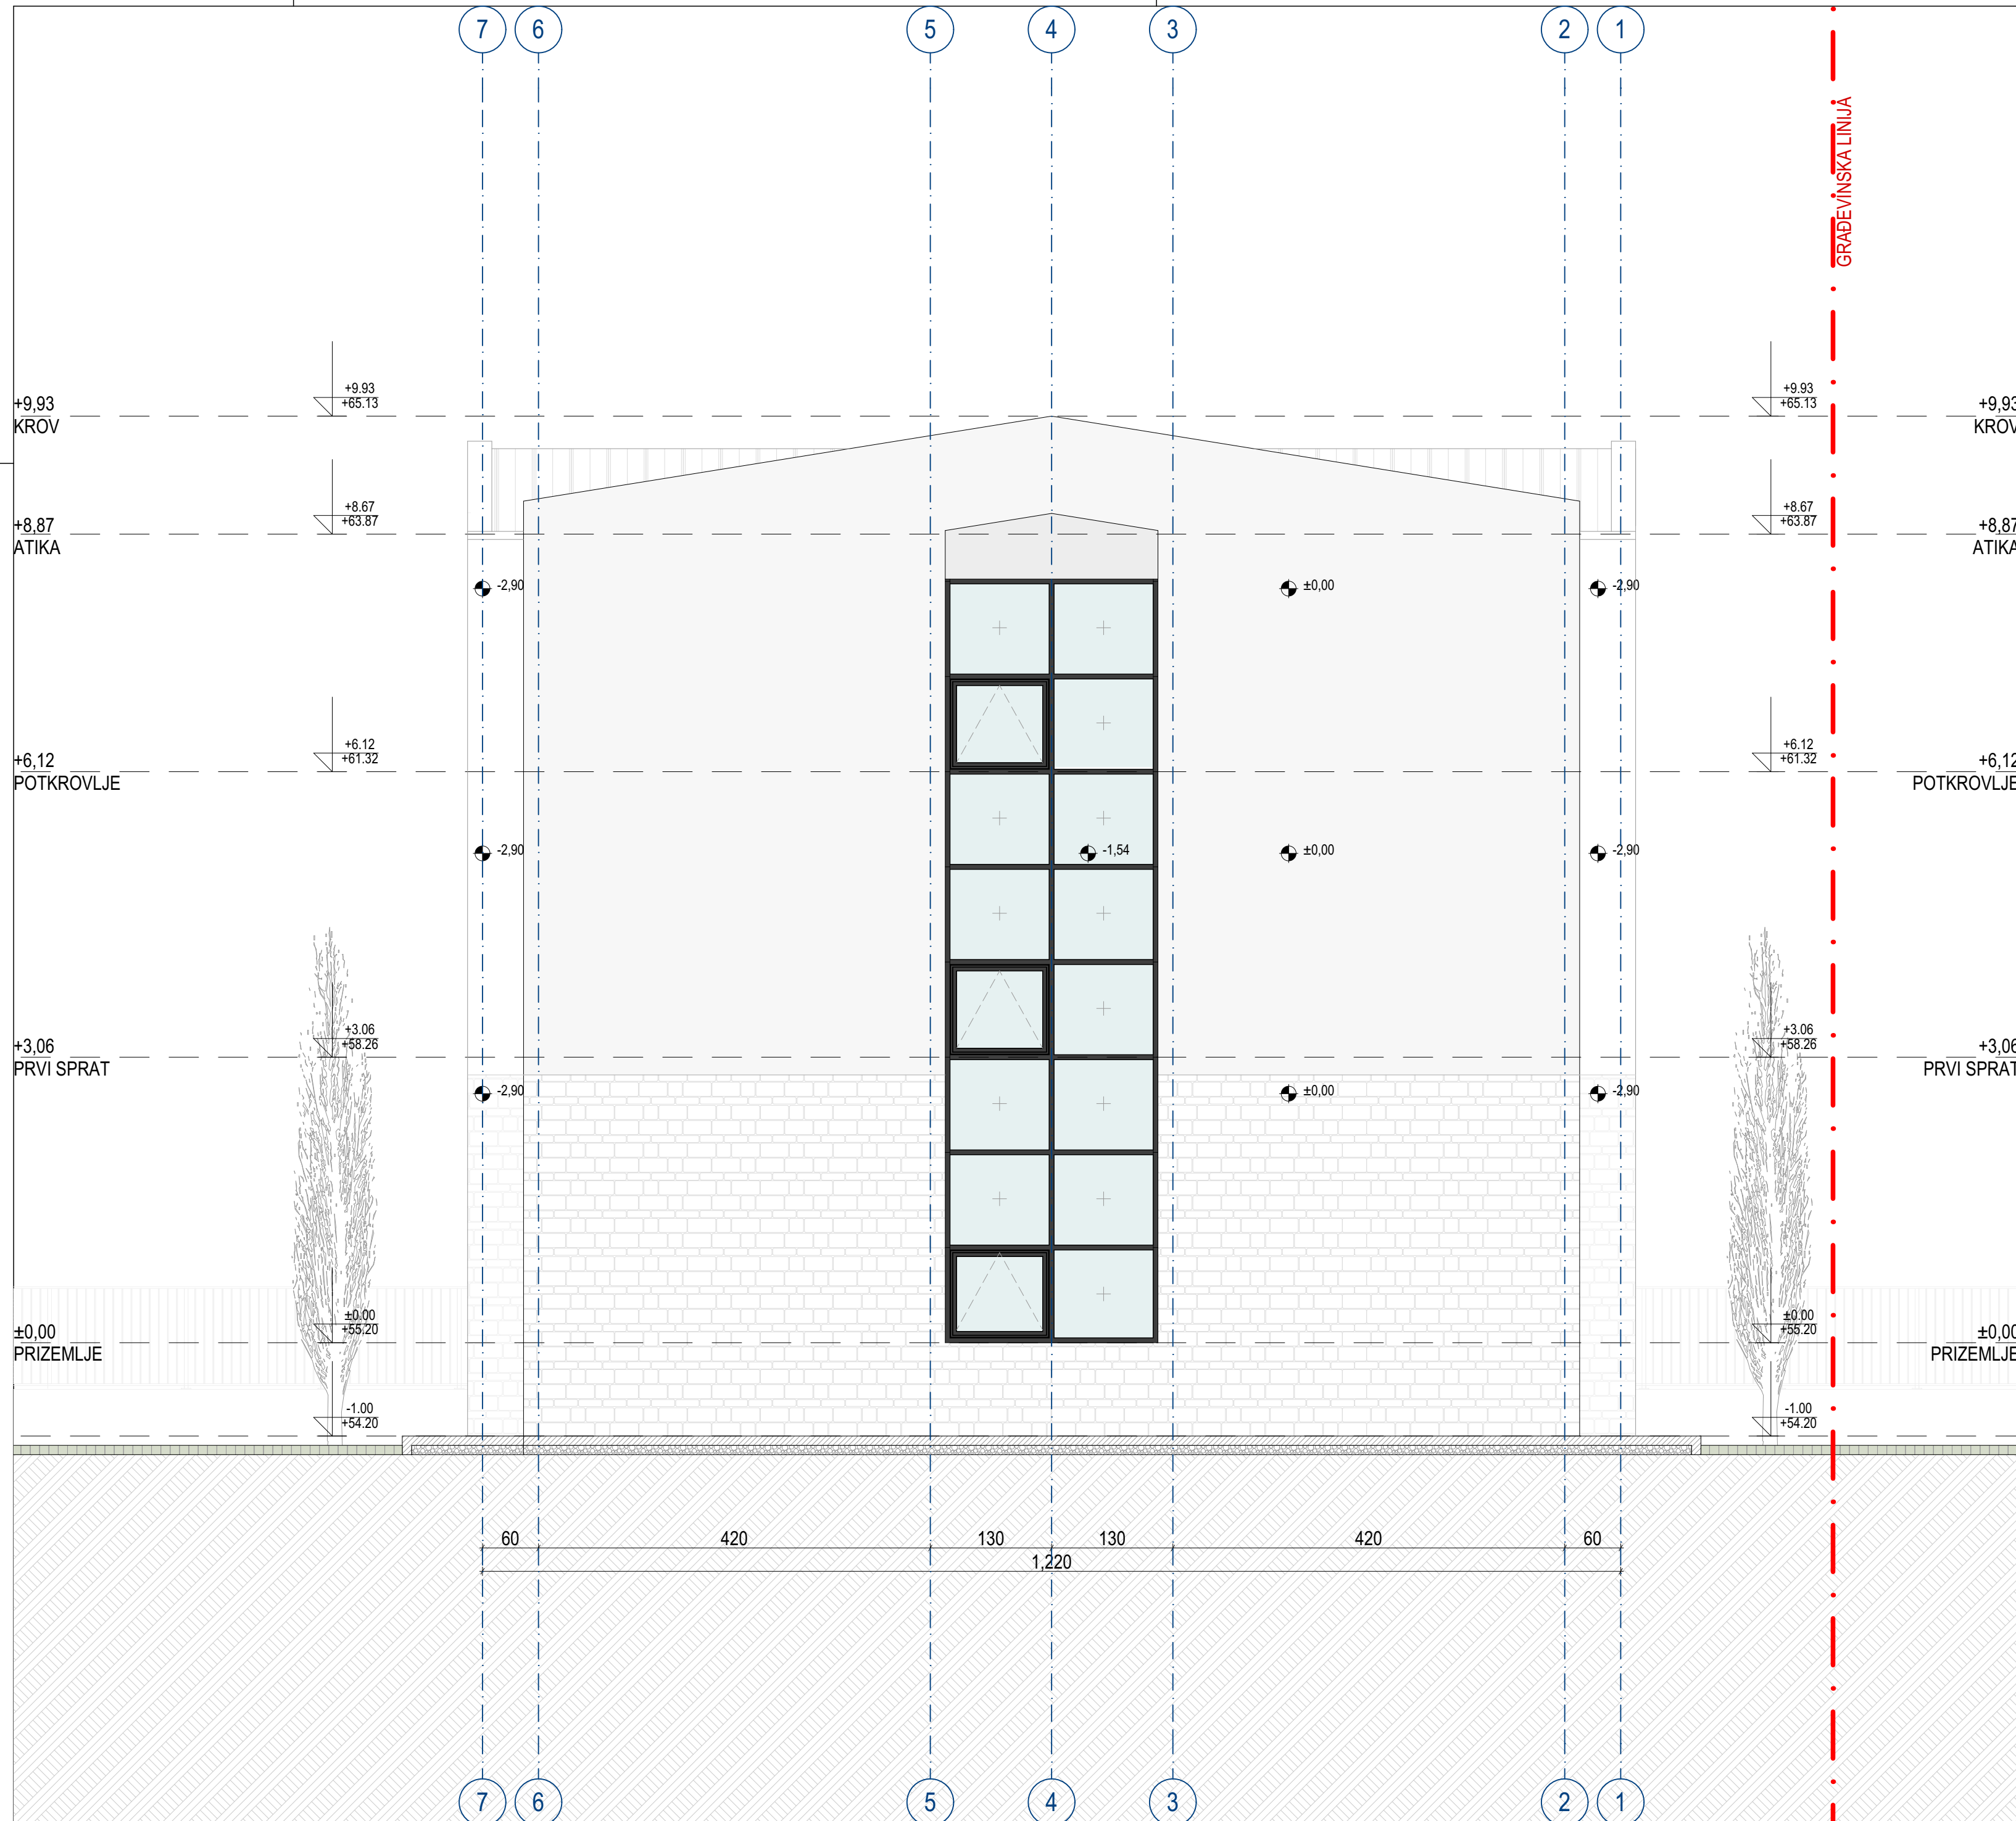 7 6 5 4 3 2 1
GRAĐEVINSKA LINIJA
+9,93 +9.93 +9.93 +9,93
KROV +65.13 +65.13 KROV
+8,87 +8.67 +8.67 +8,87
ATIKA +63.87 +63.87 ATIKA
-2,90 ±0,00 -2,90
+6,12 +6.12 +6.12 +6,12
POTKROVLJE +61.32 +61.32 POTKROVLJE
-2,90 -1,54 ±0,00 -2,90
+3,06 +3.06 +3.06 +3,06
PRVI SPRAT +58.26 +58.26 PRVI SPRAT
-2,90 ±0,00 -2,90
±0,00 ±0.00 ±0.00 ±0,00
PRIZEMLJE +55.20 +55.20 PRIZEMLJE
-1.00 -1.00
+54.20 +54.20
60 420 130 130 420 60
1,220
7 6 5 4 3 2 1